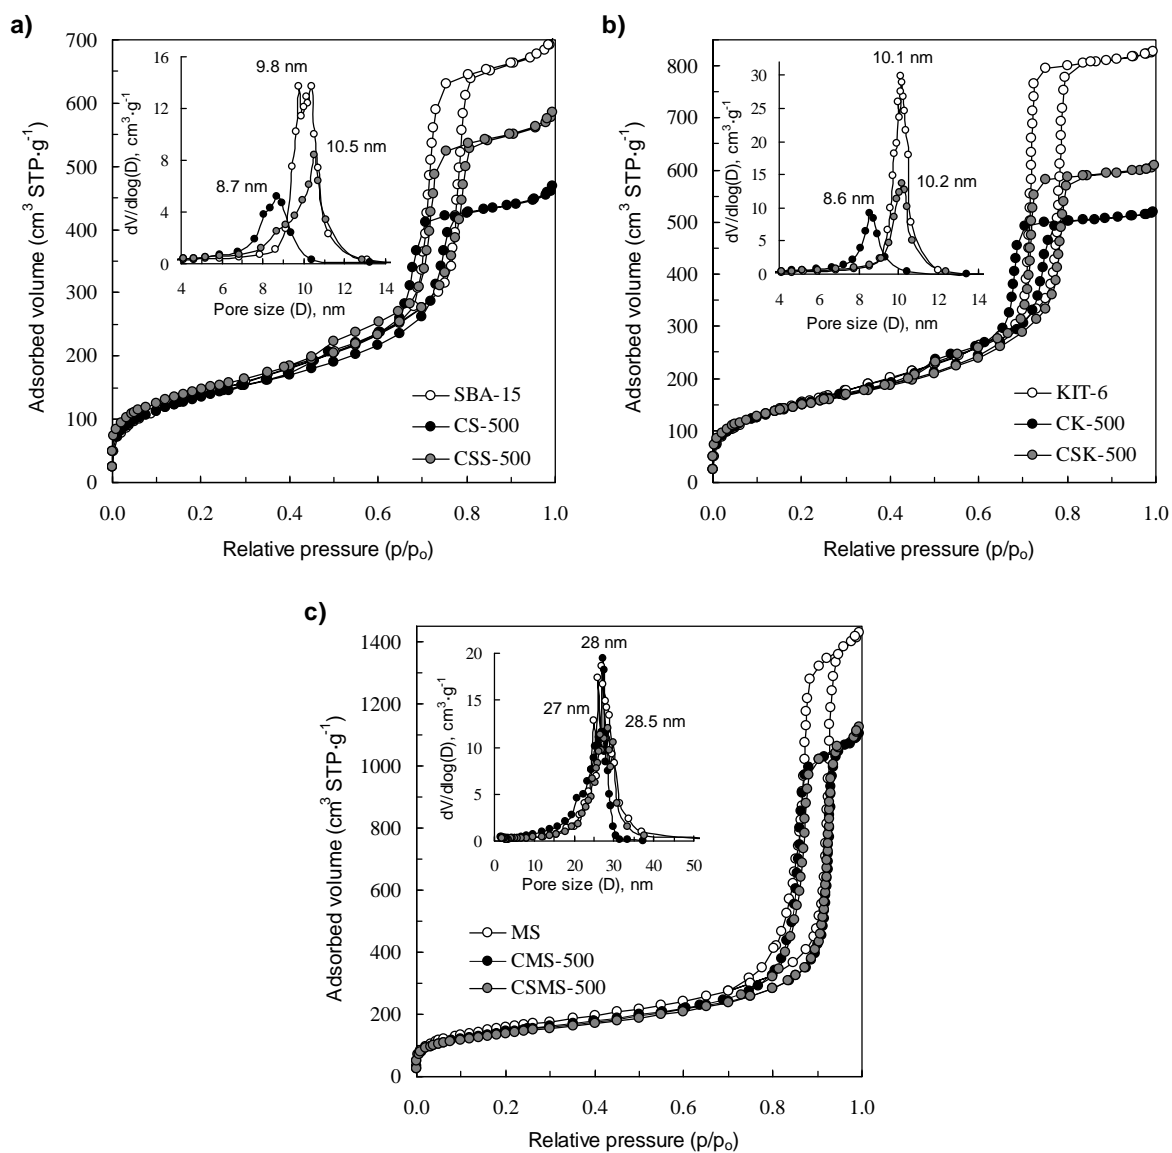 a)
700
600
500
400
300
200
100
0
0.0 0.2 0.4 0.6 0.8 1.0
Adsorbed volume (cm³ STP·g⁻¹)
Relative pressure (p/pₒ)
16
12
8
4
0
4 6 8 10 12 14
dV/dlog(D), cm³·g⁻¹
Pore size (D), nm
9.8 nm
10.5 nm
8.7 nm
SBA-15
CS-500
CSS-500
b)
800
700
600
500
400
300
200
100
0
0.0 0.2 0.4 0.6 0.8 1.0
Adsorbed volume (cm³ STP·g⁻¹)
Relative pressure (p/pₒ)
30
25
20
15
10
5
0
4 6 8 10 12 14
dV/dlog(D), cm³·g⁻¹
Pore size (D), nm
10.1 nm
10.2 nm
8.6 nm
KIT-6
CK-500
CSK-500
c)
1400
1200
1000
800
600
400
200
0
0.0 0.2 0.4 0.6 0.8 1.0
Adsorbed volume (cm³ STP·g⁻¹)
Relative pressure (p/pₒ)
20
15
10
5
0
0 10 20 30 40 50
dV/dlog(D), cm³·g⁻¹
Pore size (D), nm
28 nm
27 nm
28.5 nm
MS
CMS-500
CSMS-500